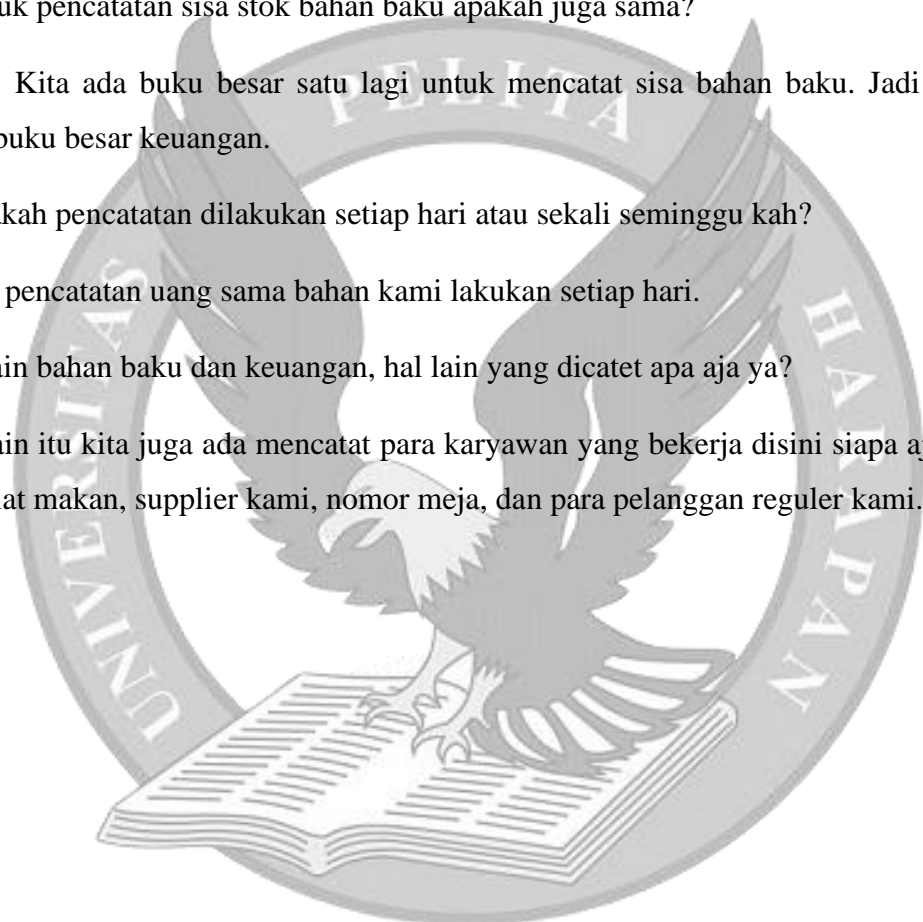 uk pencatatan sisa stok bahan baku apakah juga sama?
Kita ada buku besar satu lagi untuk mencatat sisa bahan baku. Jadi
buku besar keuangan.
kah pencatatan dilakukan setiap hari atau sekali seminggu kah?
pencatatan uang sama bahan kami lakukan setiap hari.
ain bahan baku dan keuangan, hal lain yang dicatet apa aja ya?
ain itu kita juga ada mencatat para karyawan yang bekerja disini siapa a
at makan, supplier kami, nomor meja, dan para pelanggan reguler kami.
UNIVERSITAS PELITA HARAPAN